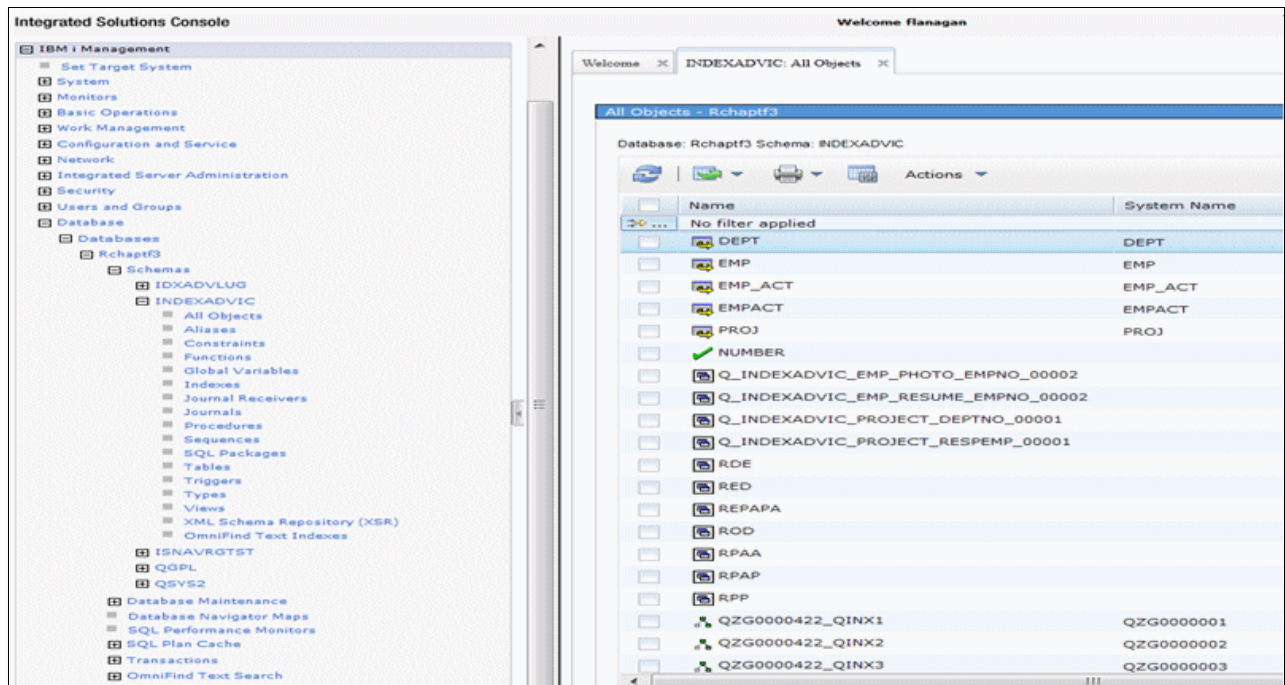 Integrated Solutions Console
Welcome flanagan
IBM i Management
Set Target System
System
Monitors
Basic Operations
Work Management
Configuration and Service
Network
Integrated Server Administration
Security
Users and Groups
Database
Databases
Rchaptf3
Schemas
IDXADVLUG
INDEXADVIC
All Objects
Aliases
Constraints
Functions
Global Variables
Indexes
Journal Receivers
Journals
Procedures
Sequences
SQL Packages
Tables
Triggers
Types
Views
XML Schema Repository (XSR)
OmniFind Text Indexes
ISNAVRGTST
QGPL
QSYS2
Database Maintenance
Database Navigator Maps
SQL Performance Monitors
SQL Plan Cache
Transactions
OmniFind Text Search
Welcome INDEXADVIC: All Objects
All Objects - Rchaptf3
Database: Rchaptf3 Schema: INDEXADVIC
Actions
Name System Name
... No filter applied
DEPT DEPT
EMP EMP
EMP_ACT EMP_ACT
EMPACT EMPACT
PROJ PROJ
NUMBER
Q_INDEXADVIC_EMP_PHOTO_EMPNO_00002
Q_INDEXADVIC_EMP_RESUME_EMPNO_00002
Q_INDEXADVIC_PROJECT_DEPTNO_00001
Q_INDEXADVIC_PROJECT_RESPEMP_00001
RDE
RED
REPAPA
ROD
RPAA
RPAP
RPP
QZG0000422_QINX1 QZG0000001
QZG0000422_QINX2 QZG0000002
QZG0000422_QINX3 QZG0000003